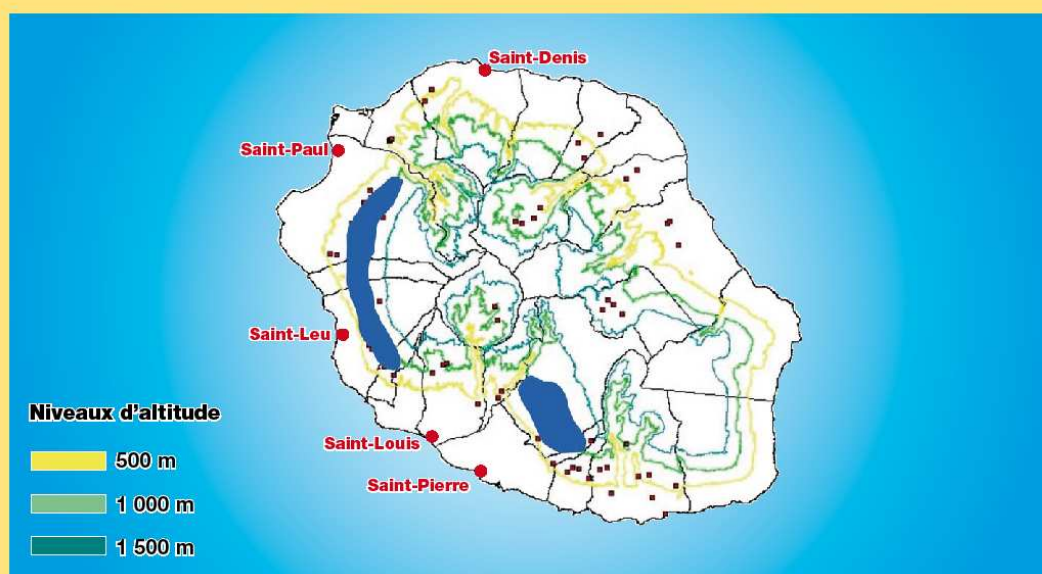 Saint-Denis
Saint-Paul
Saint-Leu
Niveaux d'altitude
500 m
Saint-Louis
Saint-Pierre
1 000 m
1 500 m